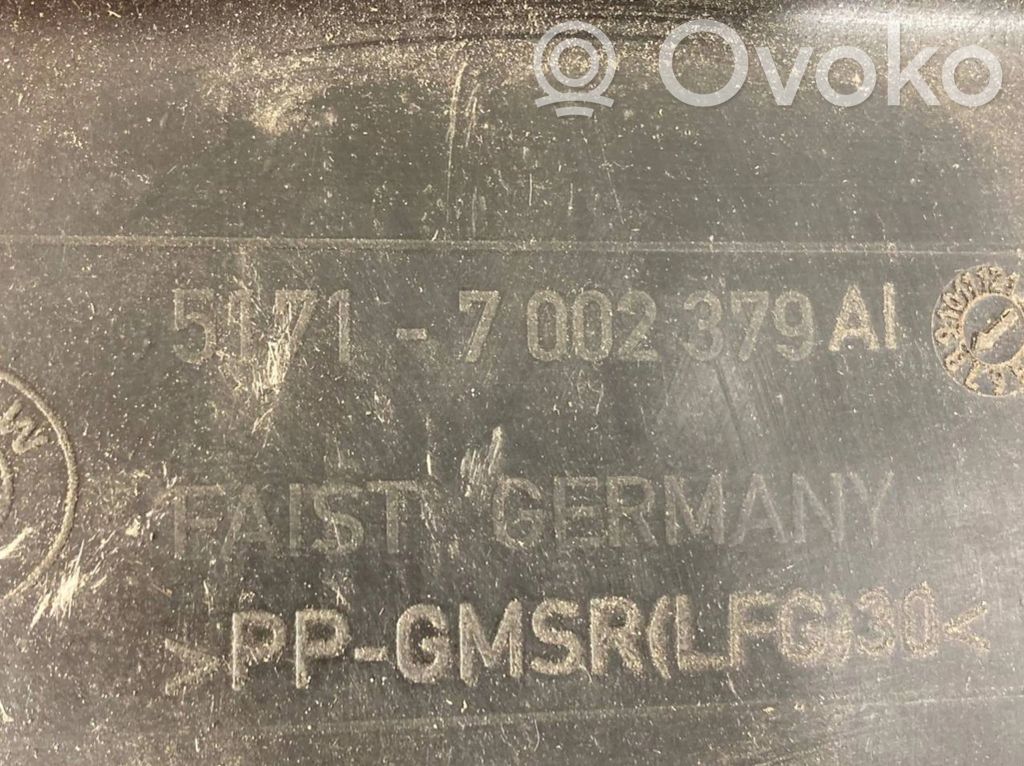 Ovoko
5171 - 7 002 379 AI
FAIST GERMANY
>PP-GMSR(LFG)30<